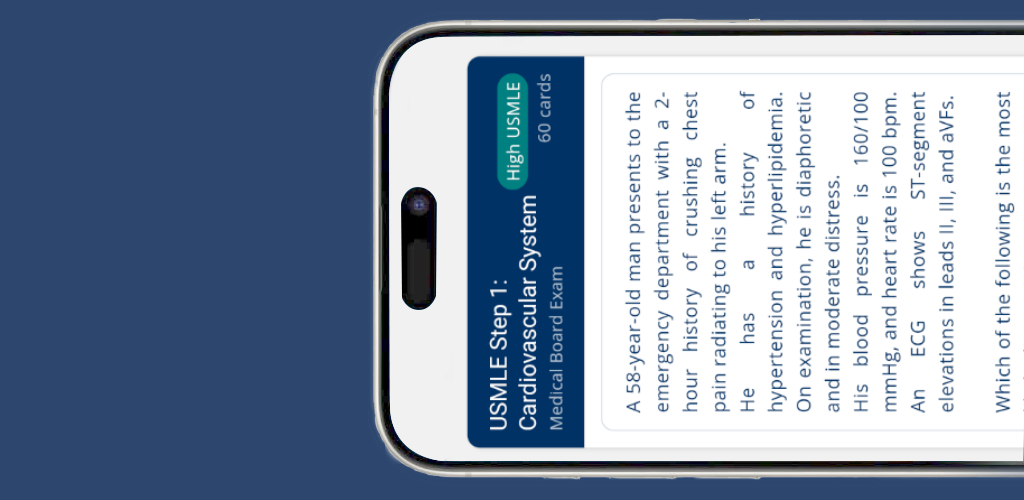 USMLE Step 1:
Cardiovascular System
High USMLE
Medical Board Exam
60 cards
A 58-year-old man presents to the
emergency department with a 2-
hour history of crushing chest
pain radiating to his left arm.
He has a history of
hypertension and hyperlipidemia.
On examination, he is diaphoretic
and in moderate distress.
His blood pressure is 160/100
mmHg, and heart rate is 100 bpm.
An ECG shows ST-segment
elevations in leads II, III, and aVFs.
Which of the following is the most